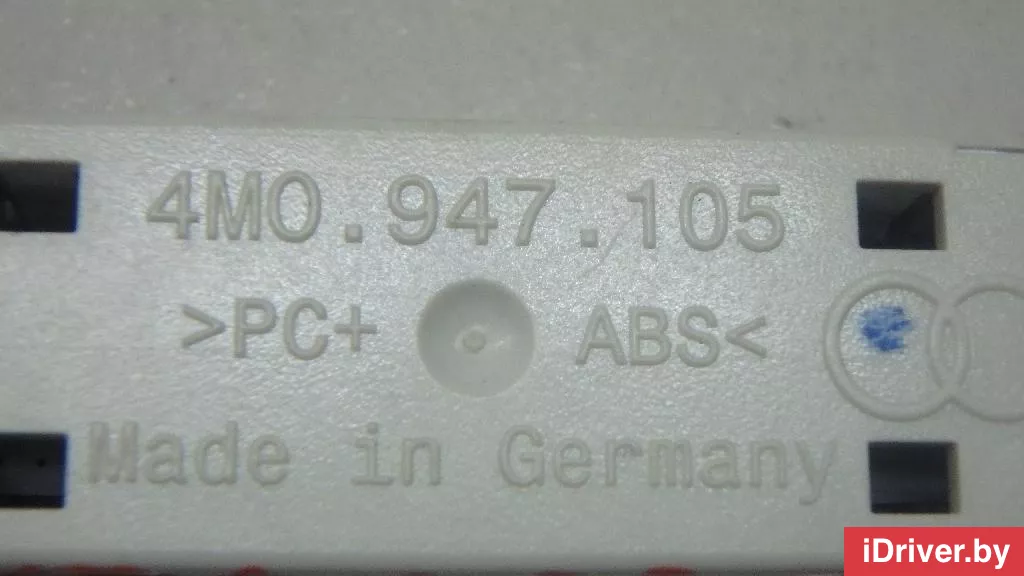 4M0.947.105
>PC+ ABS<
Made in Germany
iDriver.by